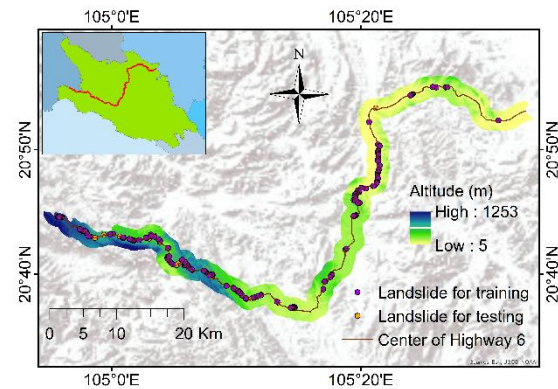 105°0'E
105°20'E
N
20°50'N
20°50'N
Altitude (m)
High : 1253
Low : 5
20°40'N
20°40'N
Landslide for training
Landslide for testing
Center of Highway 6
0
5
10
20 Km
105°0'E
105°20'E